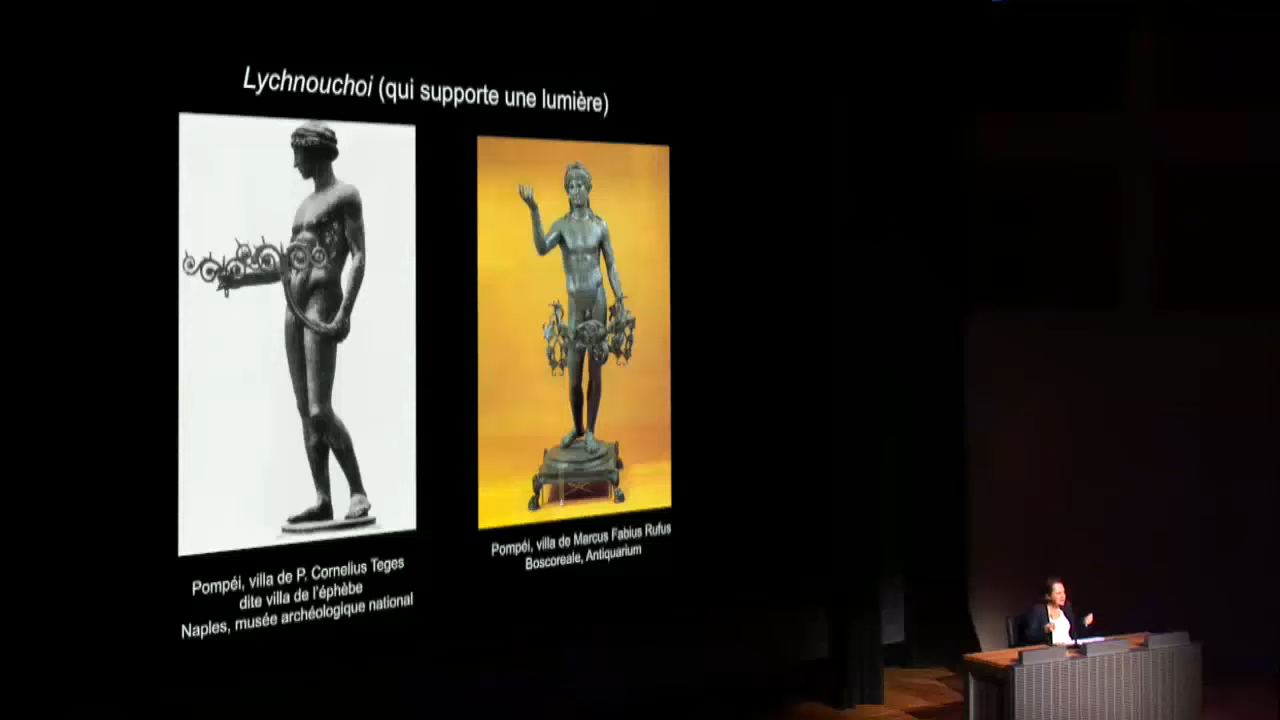 Lychnouchoi (qui supporte une lumière)
Pompéi, villa de P. Cornelius Teges
dite villa de l'éphèbe
Naples, musée archéologique national
Pompéi, villa de Marcus Fabius Rufus
Boscoreale, Antiquarium